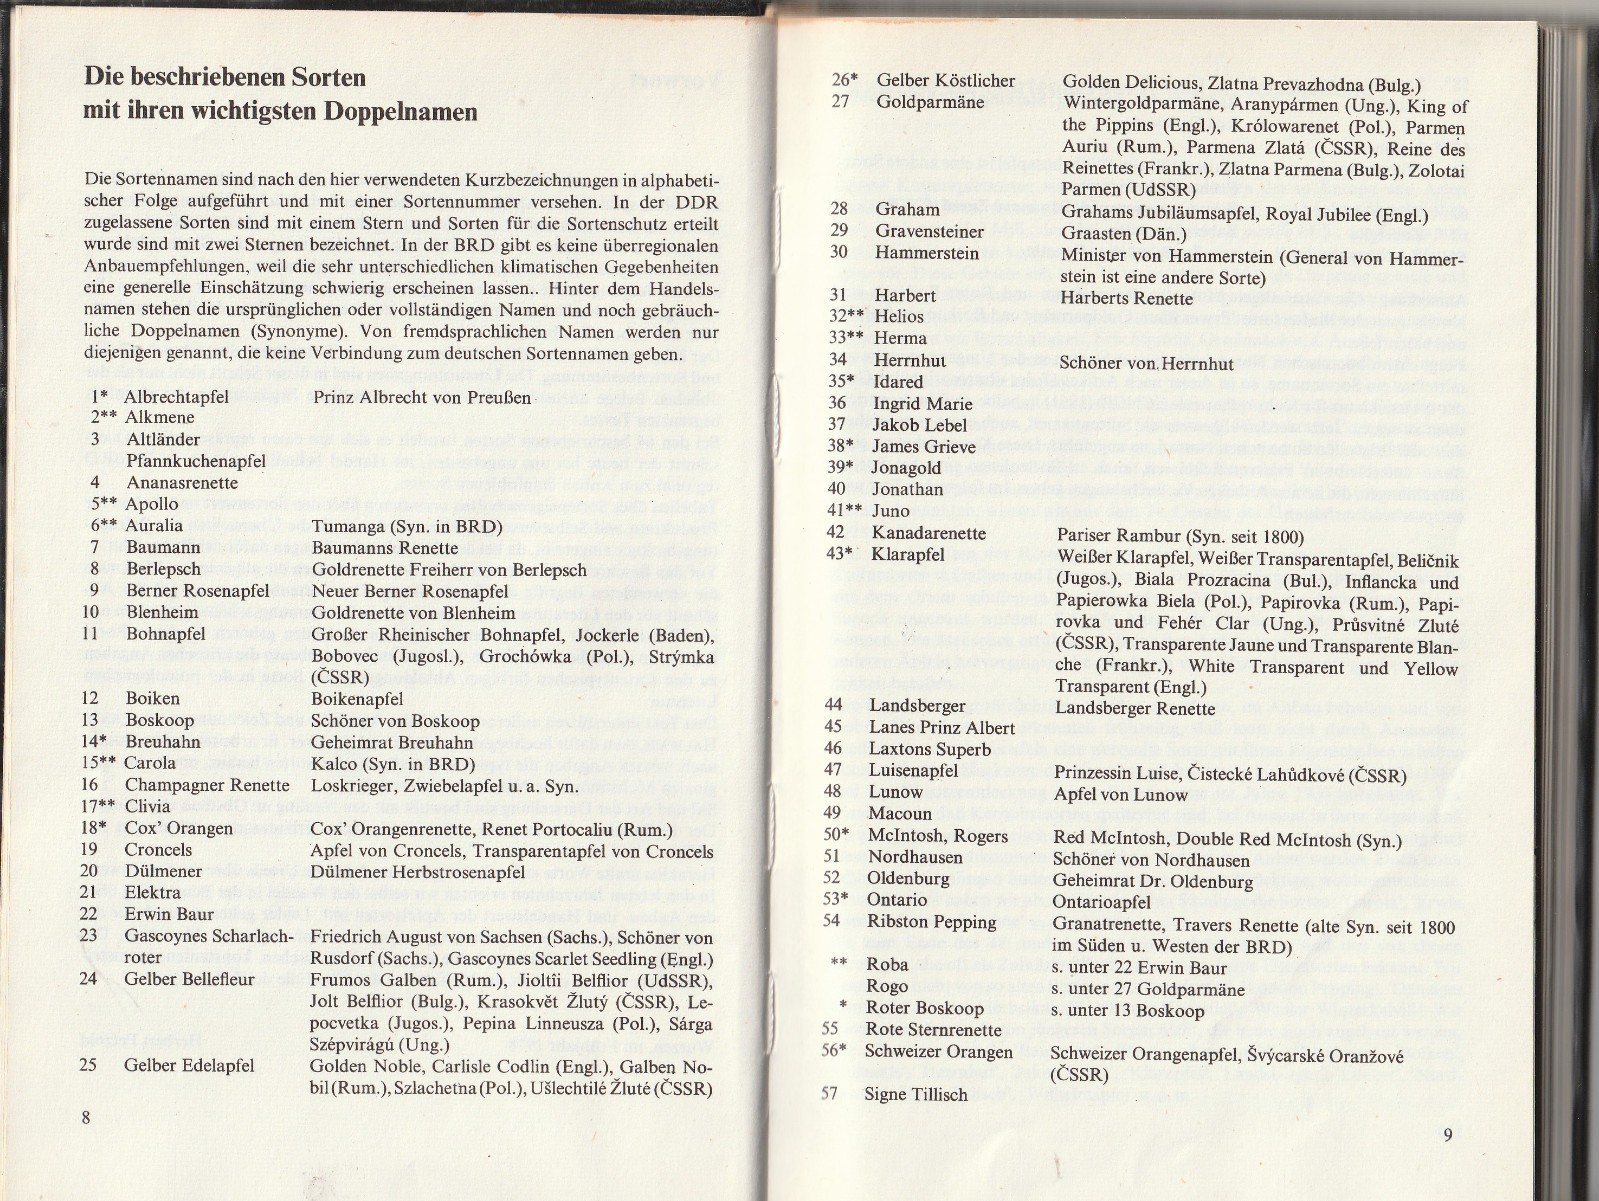 Die beschriebenen Sorten
mit ihren wichtigsten Doppelnamen
Die Sortennamen sind nach den hier verwendeten Kurzbezeichnungen in alphabeti-
scher Folge aufgeführt und mit einer Sortennummer versehen. In der DDR
zugelassene Sorten sind mit einem Stern und Sorten für die Sortenschutz erteilt
wurde sind mit zwei Sternen bezeichnet. In der BRD gibt es keine überregionalen
Anbauempfehlungen, weil die sehr unterschiedlichen klimatischen Gegebenheiten
eine generelle Einschätzung schwierig erscheinen lassen.. Hinter dem Handels-
namen stehen die ursprünglichen oder vollständigen Namen und noch gebräuch-
liche Doppelnamen (Synonyme). Von fremdsprachlichen Namen werden nur
diejenigen genannt, die keine Verbindung zum deutschen Sortennamen geben.
1* Albrechtapfel Prinz Albrecht von Preußen
2** Alkmene
3 Altländer
Pfannkuchenapfel
4 Ananasrenette
5** Apollo
6** Auralia Tumanga (Syn. in BRD)
7 Baumann Baumanns Renette
8 Berlepsch Goldrenette Freiherr von Berlepsch
9 Berner Rosenapfel Neuer Berner Rosenapfel
10 Blenheim Goldrenette von Blenheim
11 Bohnapfel Großer Rheinischer Bohnapfel, Jockerle (Baden),
Bobovec (Jugosl.), Grochówka (Pol.), Strýmka
(ČSSR)
12 Boiken Boikenapfel
13 Boskoop Schöner von Boskoop
14* Breuhahn Geheimrat Breuhahn
15** Carola Kalco (Syn. in BRD)
16 Champagner Renette Loskrieger, Zwiebelapfel u. a. Syn.
17** Clivia
18* Cox' Orangen Cox' Orangenrenette, Renet Portocaliu (Rum.)
19 Croncels Apfel von Croncels, Transparentapfel von Croncels
20 Dülmener Dülmener Herbstrosenapfel
21 Elektra
22 Erwin Baur
23 Gascoynes Scharlach- Friedrich August von Sachsen (Sachs.), Schöner von
roter Rusdorf (Sachs.), Gascoynes Scarlet Seedling (Engl.)
24 Gelber Bellefleur Frumos Galben (Rum.), Jioltîi Belflior (UdSSR),
Jolt Belflior (Bulg.), Krasokvět Žlutý (ČSSR), Le-
pocvetka (Jugos.), Pepina Linneusza (Pol.), Sárga
Szépvirágú (Ung.)
25 Gelber Edelapfel Golden Noble, Carlisle Codlin (Engl.), Galben No-
bil (Rum.), Szlachetna (Pol.), Ušlechtilé Žluté (ČSSR)
8
26* Gelber Köstlicher Golden Delicious, Zlatna Prevazhodna (Bulg.)
27 Goldparmäne Wintergoldparmäne, Aranypármen (Ung.), King of
the Pippins (Engl.), Królowarenet (Pol.), Parmen
Auriu (Rum.), Parmena Zlatá (ČSSR), Reine des
Reinettes (Frankr.), Zlatna Parmena (Bulg.), Zolotai
Parmen (UdSSR)
28 Graham Grahams Jubiläumsapfel, Royal Jubilee (Engl.)
29 Gravensteiner Graasten (Dän.)
30 Hammerstein Minister von Hammerstein (General von Hammer-
stein ist eine andere Sorte)
31 Harbert Harberts Renette
32** Helios
33** Herma
34 Herrnhut Schöner von Herrnhut
35* Idared
36 Ingrid Marie
37 Jakob Lebel
38* James Grieve
39* Jonagold
40 Jonathan
41** Juno
42 Kanadarenette Pariser Rambur (Syn. seit 1800)
43* Klarapfel Weißer Klarapfel, Weißer Transparentapfel, Beličnik
(Jugos.), Biala Prozracina (Bul.), Inflancka und
Papierowka Biela (Pol.), Papirovka (Rum.), Papi-
rovka und Fehér Clar (Ung.), Průsvitné Zluté
(ČSSR), Transparente Jaune und Transparente Blan-
che (Frankr.), White Transparent und Yellow
Transparent (Engl.)
44 Landsberger Landsberger Renette
45 Lanes Prinz Albert
46 Laxtons Superb
47 Luisenapfel Prinzessin Luise, Čistecké Lahůdkové (ČSSR)
48 Lunow Apfel von Lunow
49 Macoun
50* McIntosh, Rogers Red McIntosh, Double Red McIntosh (Syn.)
51 Nordhausen Schöner von Nordhausen
52 Oldenburg Geheimrat Dr. Oldenburg
53* Ontario Ontarioapfel
54 Ribston Pepping Granatrenette, Travers Renette (alte Syn. seit 1800
im Süden u. Westen der BRD)
** Roba s. unter 22 Erwin Baur
Rogo s. unter 27 Goldparmäne
* Roter Boskoop s. unter 13 Boskoop
55 Rote Sternrenette
56* Schweizer Orangen Schweizer Orangenapfel, Švýcarské Oranžové
(ČSSR)
57 Signe Tillisch
9